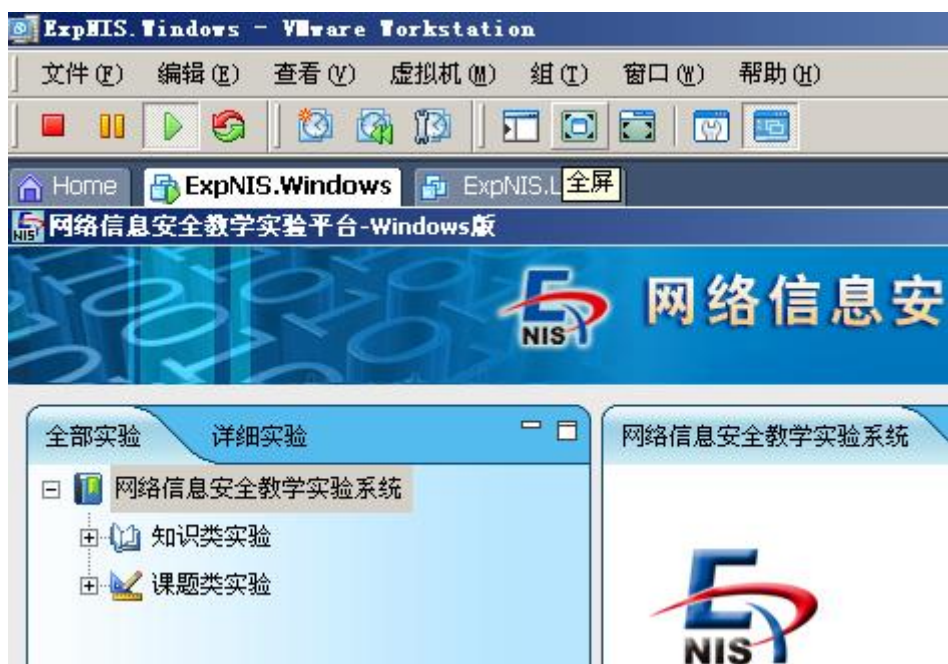 ExpNIS.Windows - VMware Workstation
文件(F) 编辑(E) 查看(V) 虚拟机(M) 组(T) 窗口(W) 帮助(H)
Home ExpNIS.Windows ExpNIS.L 全屏
NIS 网络信息安全教学实验平台-Windows版
NIS 网络信息安
全部实验 详细实验 网络信息安全教学实验系统
网络信息安全教学实验系统
知识类实验
课题类实验
NIS